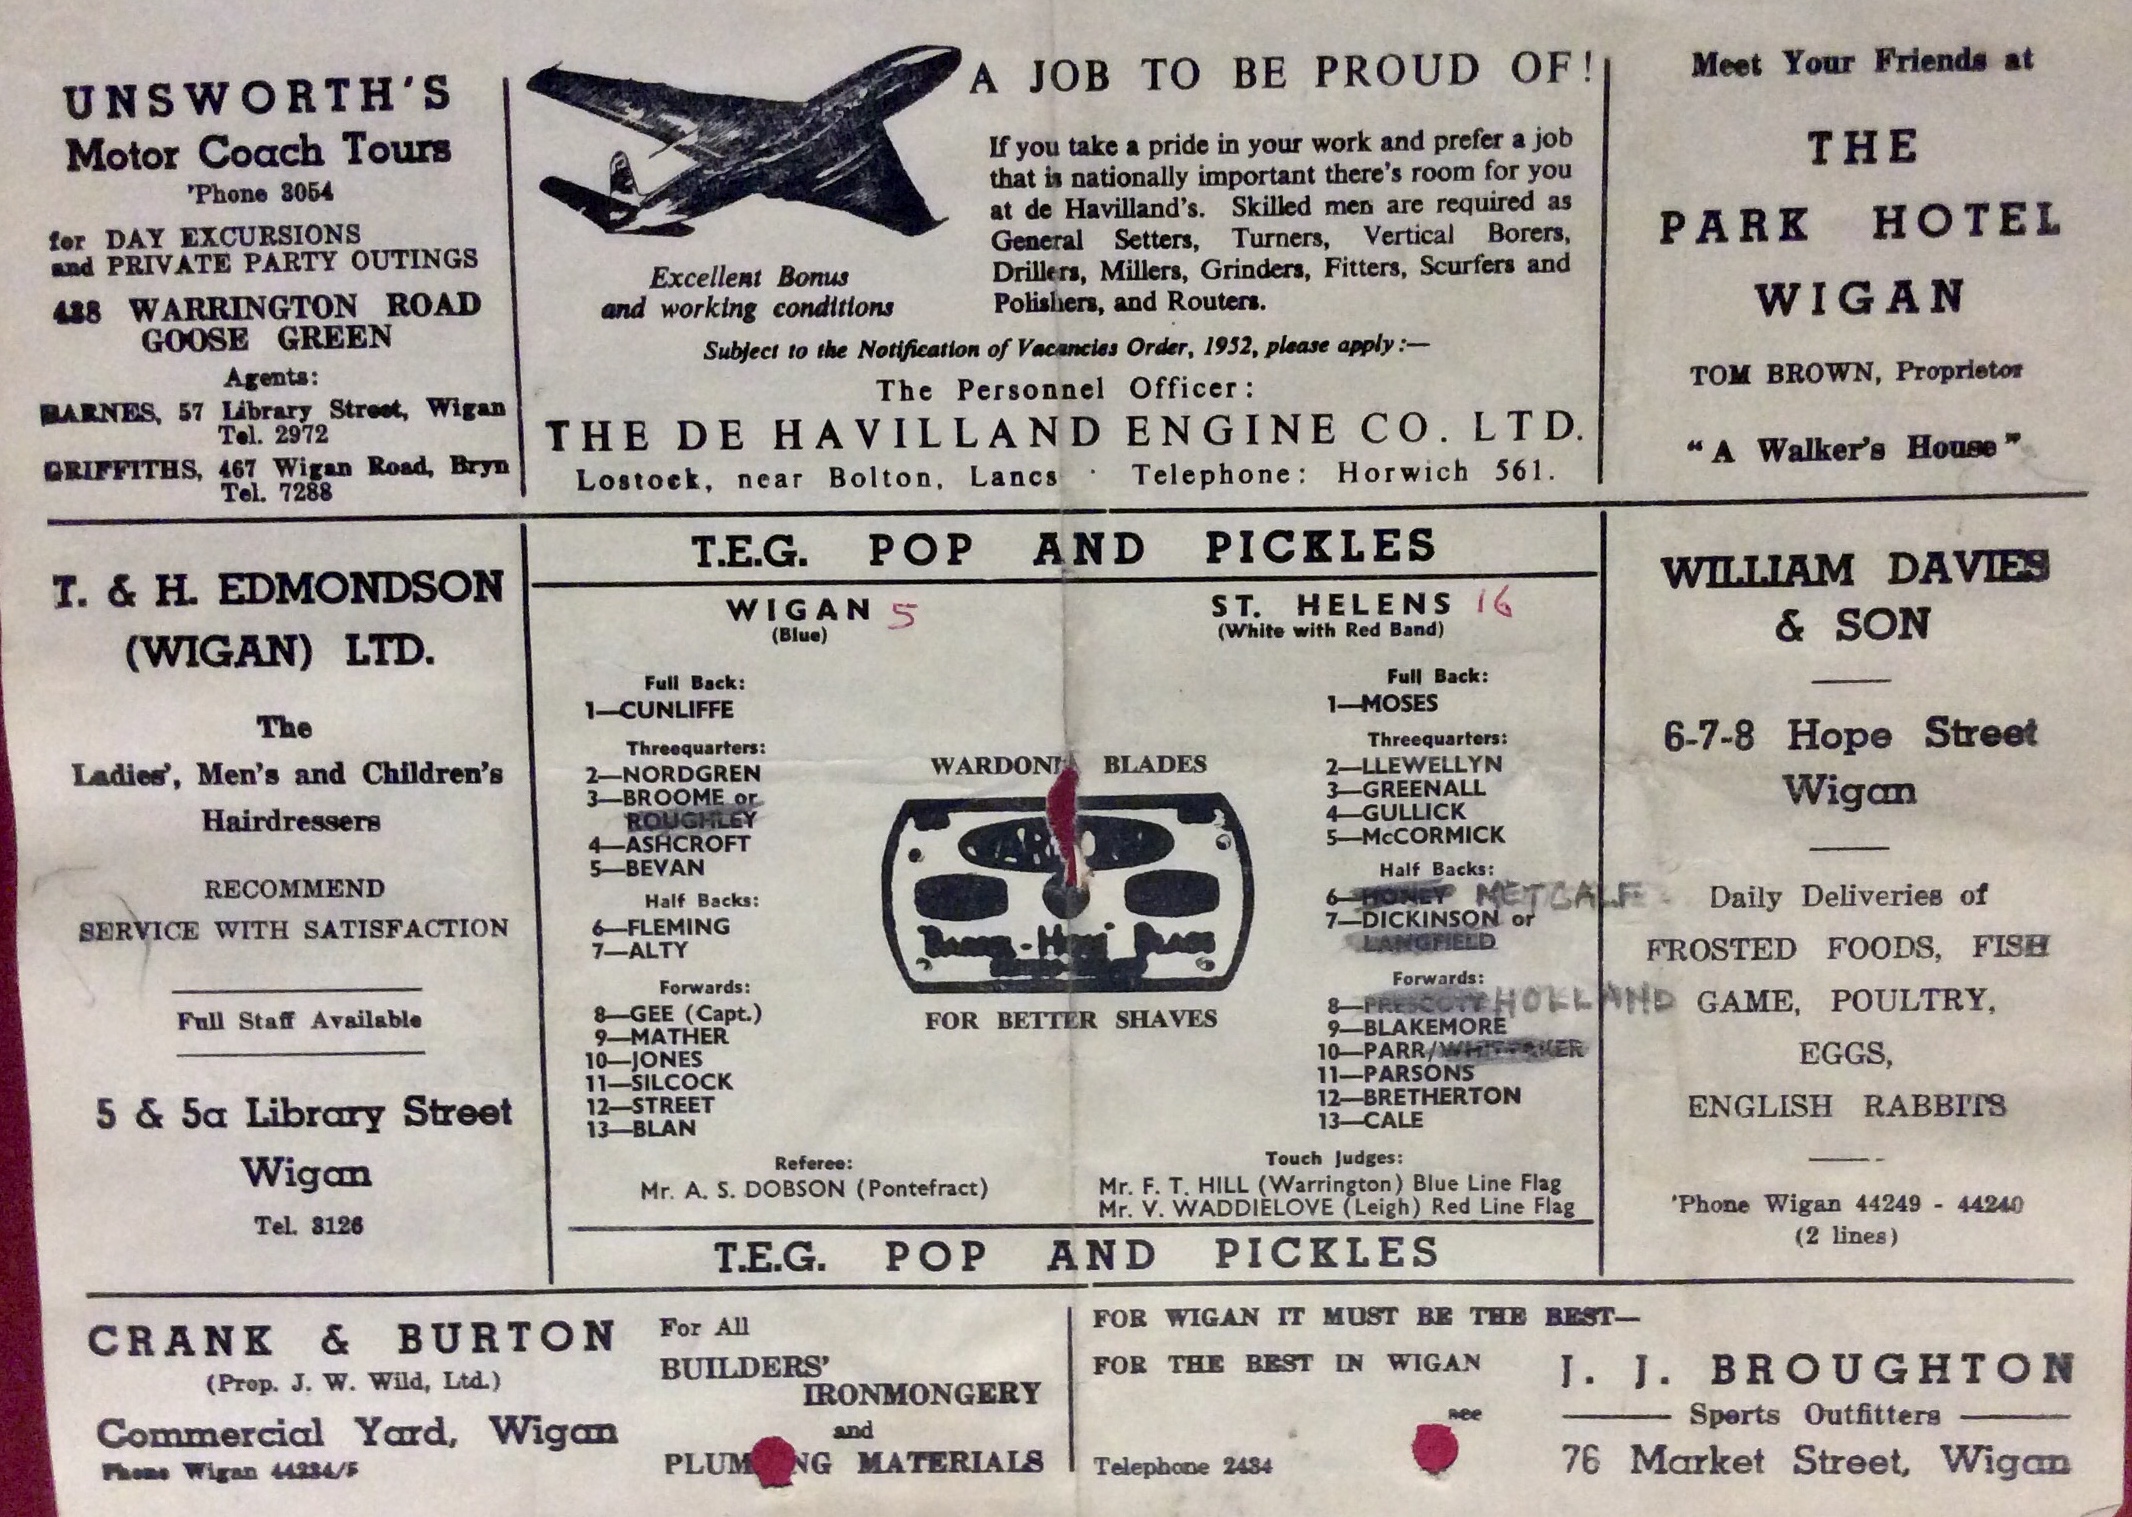 UNSWORTH'S
Motor Coach Tours
'Phone 3054
for DAY EXCURSIONS
and PRIVATE PARTY OUTINGS
438 WARRINGTON ROAD
GOOSE GREEN
Agents:
BARNES, 57 Library Street, Wigan
Tel. 2972
GRIFFITHS, 467 Wigan Road, Bryn
Tel. 7288
A JOB TO BE PROUD OF!
If you take a pride in your work and prefer a job
that is nationally important there's room for you
at de Havilland's. Skilled men are required as
General Setters, Turners, Vertical Borers,
Drillers, Millers, Grinders, Fitters, Scurfers and
Polishers, and Routers.
Excellent Bonus
and working conditions
Subject to the Notification of Vacancies Order, 1952, please apply:—
The Personnel Officer:
THE DE HAVILLAND ENGINE CO. LTD.
Lostock, near Bolton, Lancs · Telephone: Horwich 561.
Meet Your Friends at
THE
PARK HOTEL
WIGAN
TOM BROWN, Proprietor
"A Walker's House"
T. & H. EDMONDSON
(WIGAN) LTD.
The
Ladies', Men's and Children's
Hairdressers
RECOMMEND
SERVICE WITH SATISFACTION
Full Staff Available
5 & 5a Library Street
Wigan
Tel. 3126
T.E.G. POP AND PICKLES
WIGAN 5
(Blue)
Full Back:
1—CUNLIFFE
Threequarters:
2—NORDGREN
3—BROOME or
ROUGHLEY
4—ASHCROFT
5—BEVAN
Half Backs:
6—FLEMING
7—ALTY
Forwards:
8—GEE (Capt.)
9—MATHER
10—JONES
11—SILCOCK
12—STREET
13—BLAN
Referee:
Mr. A. S. DOBSON (Pontefract)
WARDONIA BLADES
FOR BETTER SHAVES
ST. HELENS 16
(White with Red Band)
Full Back:
1—MOSES
Threequarters:
2—LLEWELLYN
3—GREENALL
4—GULLICK
5—McCORMICK
Half Backs:
6—HONEY METCALFE
7—DICKINSON or
LANGFIELD
Forwards:
8—PRESCOTT HOLLAND
9—BLAKEMORE
10—PARR/WHITTAKER
11—PARSONS
12—BRETHERTON
13—CALE
Touch Judges:
Mr. F. T. HILL (Warrington) Blue Line Flag
Mr. V. WADDIELOVE (Leigh) Red Line Flag
T.E.G. POP AND PICKLES
WILLIAM DAVIES
& SON
6-7-8 Hope Street
Wigan
Daily Deliveries of
FROSTED FOODS, FISH
GAME, POULTRY,
EGGS,
ENGLISH RABBITS
'Phone Wigan 44249 - 44240
(2 lines)
CRANK & BURTON
(Prop. J. W. Wild, Ltd.)
Commercial Yard, Wigan
Phone Wigan 44234/5
For All
BUILDERS'
IRONMONGERY
and
PLUMBING MATERIALS
FOR WIGAN IT MUST BE THE BEST—
FOR THE BEST IN WIGAN
see
Telephone 2434
J. J. BROUGHTON
Sports Outfitters
76 Market Street, Wigan